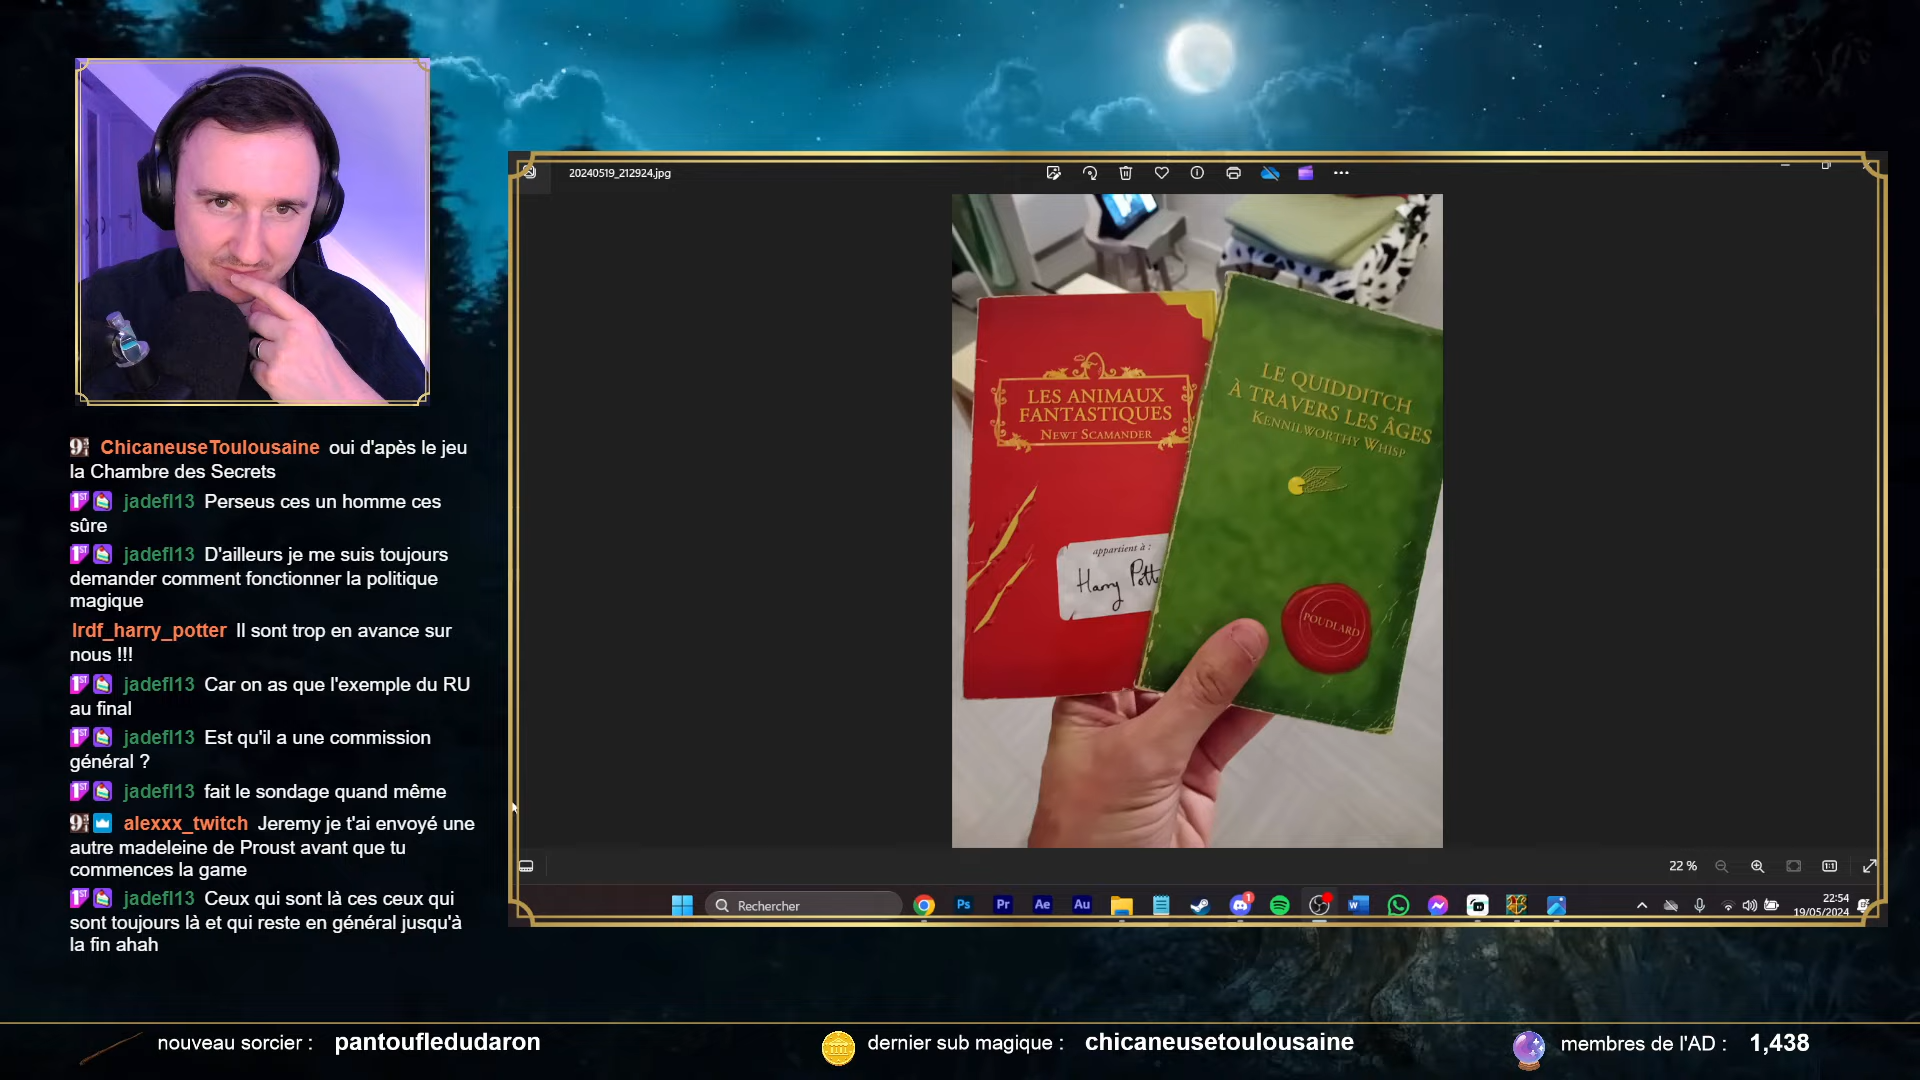 20240519_212924.jpg
LES ANIMAUX
FANTASTIQUES
NEWT SCAMANDER
appartient à :
Harry Pott
LE QUIDDITCH
À TRAVERS LES ÂGES
KENNILWORTHY WHISP
POUDLARD
ChicaneuseToulousaine oui d'apès le jeu
la Chambre des Secrets
jadefl13 Perseus ces un homme ces
sûre
jadefl13 D'ailleurs je me suis toujours
demander comment fonctionner la politique
magique
lrdf_harry_potter Il sont trop en avance sur
nous !!!
jadefl13 Car on as que l'exemple du RU
au final
jadefl13 Est qu'il a une commission
général ?
jadefl13 fait le sondage quand même
alexxx_twitch Jeremy je t'ai envoyé une
autre madeleine de Proust avant que tu
commences la game
jadefl13 Ceux qui sont là ces ceux qui
sont toujours là et qui reste en général jusqu'à
la fin ahah
22 %
Rechercher
Ps
Pr
Ae
Au
22:54
19/05/2024
nouveau sorcier : pantoufledudaron
dernier sub magique : chicaneusetoulousaine
membres de l'AD : 1,438